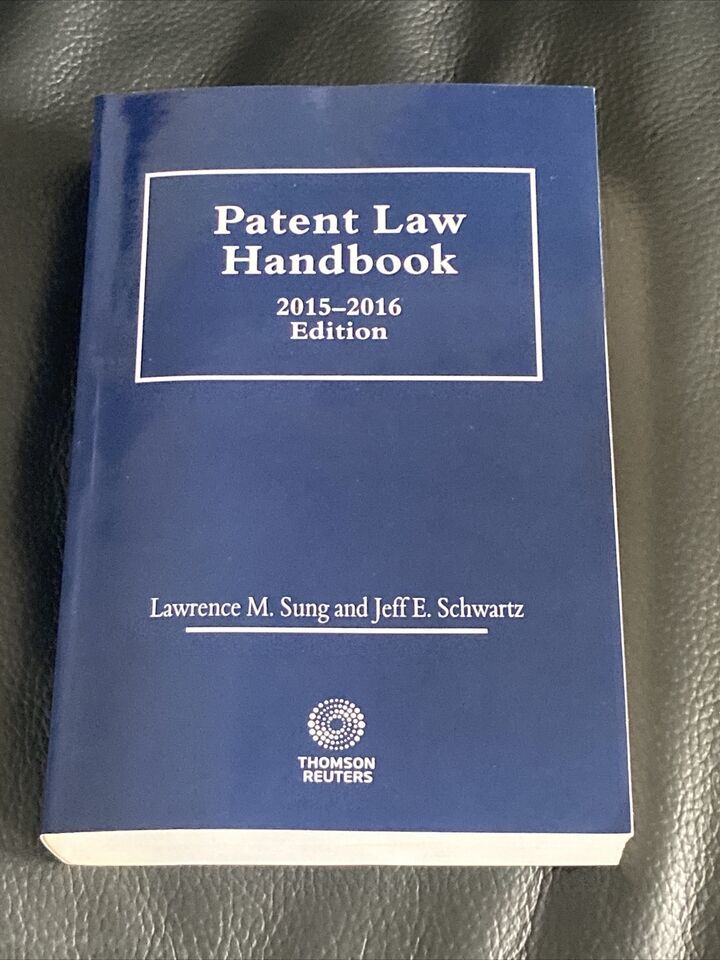 Patent Law
Handbook
2015–2016
Edition
Lawrence M. Sung and Jeff E. Schwartz
THOMSON
REUTERS